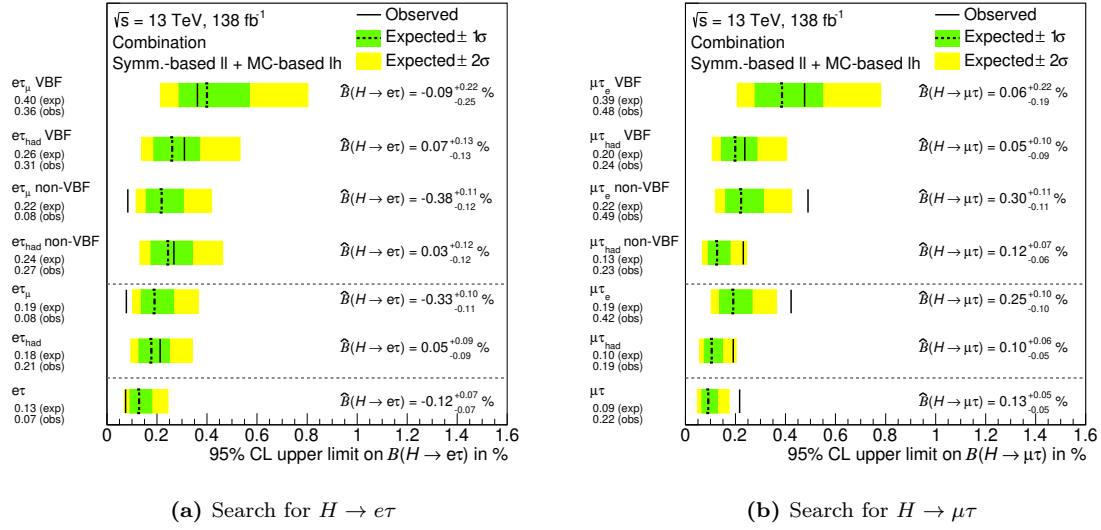 √s = 13 TeV, 138 fb⁻¹
Combination
Symm.-based ll + MC-based lh
Observed
Expected ± 1σ
Expected ± 2σ
eτ_μ VBF
0.40 (exp)
0.36 (obs)
B̂(H → eτ) = -0.09 +0.22 -0.25 %
eτ_had VBF
0.26 (exp)
0.31 (obs)
B̂(H → eτ) = 0.07 +0.13 -0.13 %
eτ_μ non-VBF
0.22 (exp)
0.08 (obs)
B̂(H → eτ) = -0.38 +0.11 -0.12 %
eτ_had non-VBF
0.24 (exp)
0.27 (obs)
B̂(H → eτ) = 0.03 +0.12 -0.12 %
eτ_μ
0.19 (exp)
0.08 (obs)
B̂(H → eτ) = -0.33 +0.10 -0.11 %
eτ_had
0.18 (exp)
0.21 (obs)
B̂(H → eτ) = 0.05 +0.09 -0.09 %
eτ
0.13 (exp)
0.07 (obs)
B̂(H → eτ) = -0.12 +0.07 -0.07 %
0 0.2 0.4 0.6 0.8 1 1.2 1.4 1.6
95% CL upper limit on B(H → eτ) in %
(a) Search for H → eτ
√s = 13 TeV, 138 fb⁻¹
Combination
Symm.-based ll + MC-based lh
Observed
Expected ± 1σ
Expected ± 2σ
μτ_e VBF
0.39 (exp)
0.48 (obs)
B̂(H → μτ) = 0.06 +0.22 -0.19 %
μτ_had VBF
0.20 (exp)
0.24 (obs)
B̂(H → μτ) = 0.05 +0.10 -0.09 %
μτ_e non-VBF
0.22 (exp)
0.49 (obs)
B̂(H → μτ) = 0.30 +0.11 -0.11 %
μτ_had non-VBF
0.13 (exp)
0.23 (obs)
B̂(H → μτ) = 0.12 +0.07 -0.06 %
μτ_e
0.19 (exp)
0.42 (obs)
B̂(H → μτ) = 0.25 +0.10 -0.10 %
μτ_had
0.10 (exp)
0.19 (obs)
B̂(H → μτ) = 0.10 +0.06 -0.05 %
μτ
0.09 (exp)
0.22 (obs)
B̂(H → μτ) = 0.13 +0.05 -0.05 %
0 0.2 0.4 0.6 0.8 1 1.2 1.4 1.6
95% CL upper limit on B(H → μτ) in %
(b) Search for H → μτ